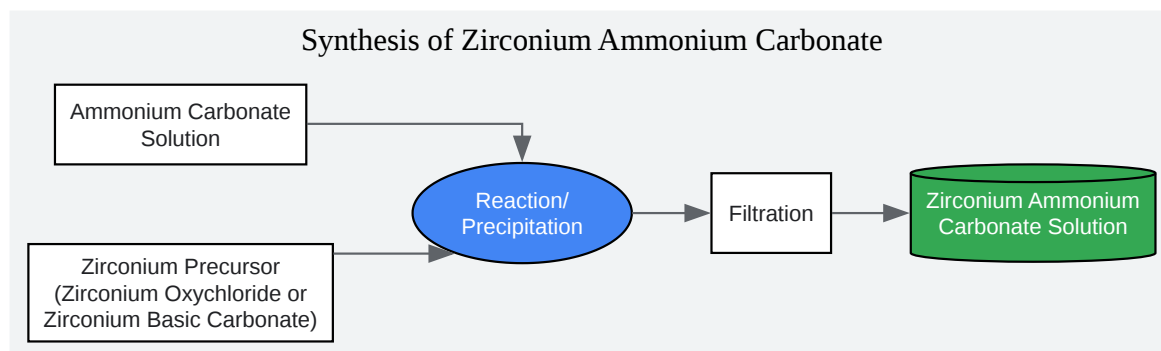 Synthesis of Zirconium Ammonium Carbonate
Ammonium Carbonate
Solution
Reaction/
Precipitation
Filtration
Zirconium Ammonium
Carbonate Solution
Zirconium Precursor
(Zirconium Oxychloride or
Zirconium Basic Carbonate)